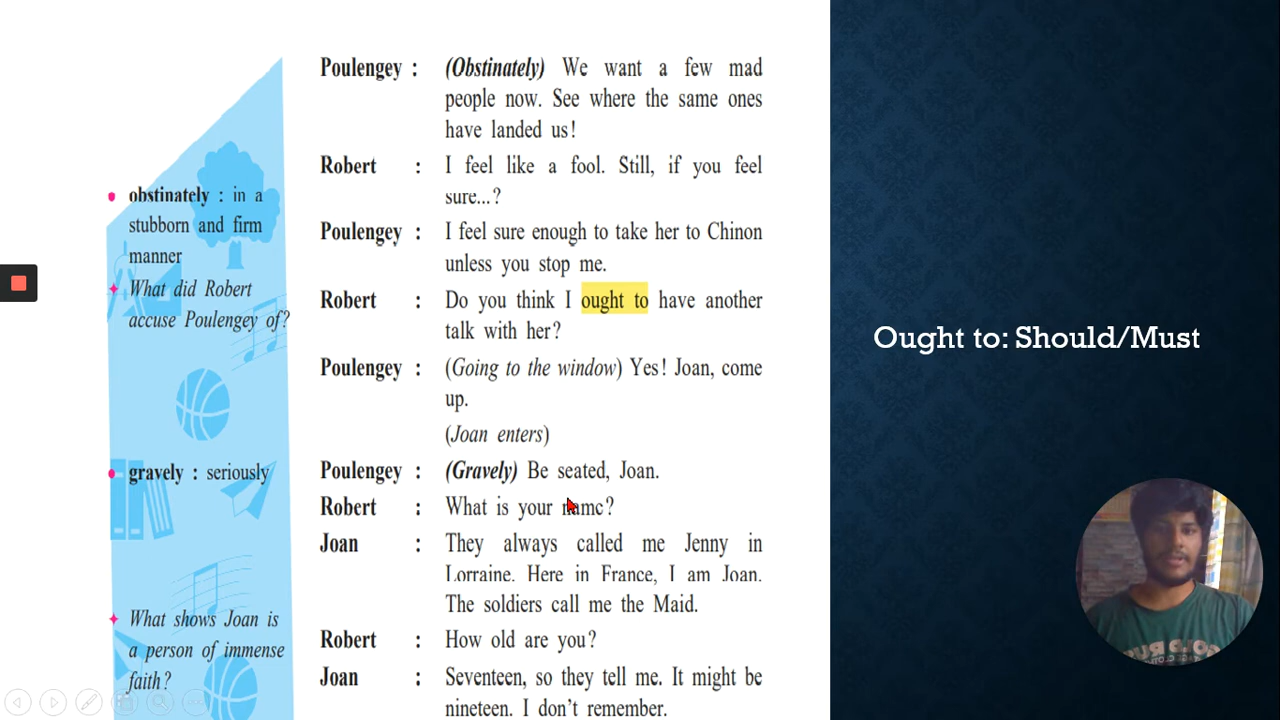 Poulengey : (Obstinately) We want a few mad
people now. See where the same ones
have landed us!
Robert : I feel like a fool. Still, if you feel
sure...?
Poulengey : I feel sure enough to take her to Chinon
unless you stop me.
Robert : Do you think I ought to have another
talk with her?
Poulengey : (Going to the window) Yes! Joan, come
up.
(Joan enters)
Poulengey : (Gravely) Be seated, Joan.
Robert : What is your name?
Joan : They always called me Jenny in
Lorraine. Here in France, I am Joan.
The soldiers call me the Maid.
Robert : How old are you?
Joan : Seventeen, so they tell me. It might be
nineteen. I don't remember.
obstinately : in a
stubborn and firm
manner
What did Robert
accuse Poulengey of?
gravely : seriously
What shows Joan is
a person of immense
faith?
Ought to: Should/Must